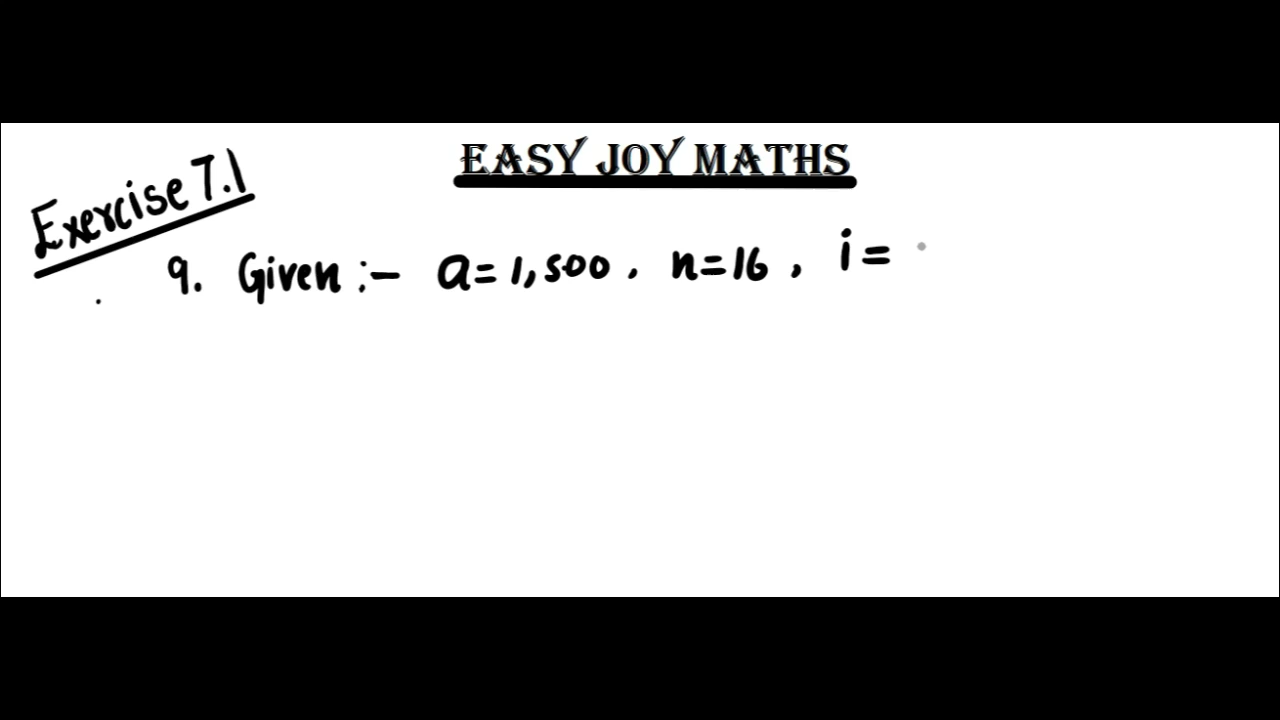 EASY JOY MATHS
Exercise 7.1
9. Given :- a = 1,500 , n = 16 , i =